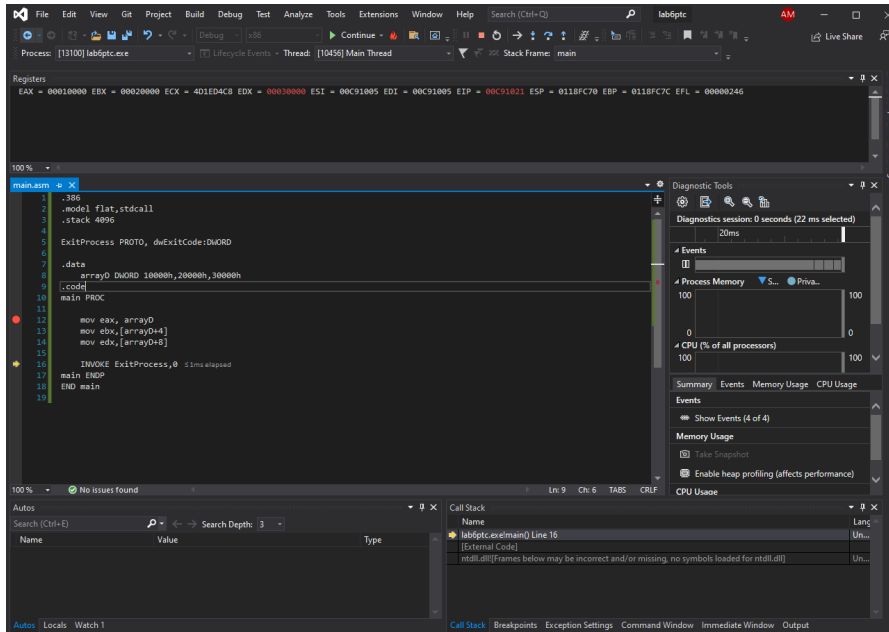 File Edit View Git Project Build Debug Test Analyze Tools Extensions Window Help Search (Ctrl+Q) lab6ptc AM
Debug x86 Continue Live Share
Process: [13100] lab6ptc.exe Lifecycle Events Thread: [10456] Main Thread Stack Frame: main
Registers
EAX = 00010000 EBX = 00020000 ECX = 4D1ED4C8 EDX = 00030000 ESI = 00C91005 EDI = 00C91005 EIP = 00C91021 ESP = 0118FC70 EBP = 0118FC7C EFL = 00000246
100 %
main.asm
1 .386
2 .model flat,stdcall
3 .stack 4096
4
5 ExitProcess PROTO, dwExitCode:DWORD
6
7 .data
8 arrayD DWORD 10000h,20000h,30000h
9 .code
10 main PROC
11
12 mov eax, arrayD
13 mov ebx,[arrayD+4]
14 mov edx,[arrayD+8]
15
16 INVOKE ExitProcess,0 ≤1ms elapsed
17 main ENDP
18 END main
19
100 % No issues found Ln: 9 Ch: 6 TABS CRLF
Diagnostic Tools
Diagnostics session: 0 seconds (22 ms selected)
20ms
Events
Process Memory S... Priva...
100 100
0 0
CPU (% of all processors)
100 100
Summary Events Memory Usage CPU Usage
Events
Show Events (4 of 4)
Memory Usage
Take Snapshot
Enable heap profiling (affects performance)
CPU Usage
Autos
Search (Ctrl+E) Search Depth: 3
Name Value Type
Autos Locals Watch 1
Call Stack
Name Lang
lab6ptc.exe!main() Line 16 Un...
[External Code]
ntdll.dll![Frames below may be incorrect and/or missing, no symbols loaded for ntdll.dll] Un...
Call Stack Breakpoints Exception Settings Command Window Immediate Window Output